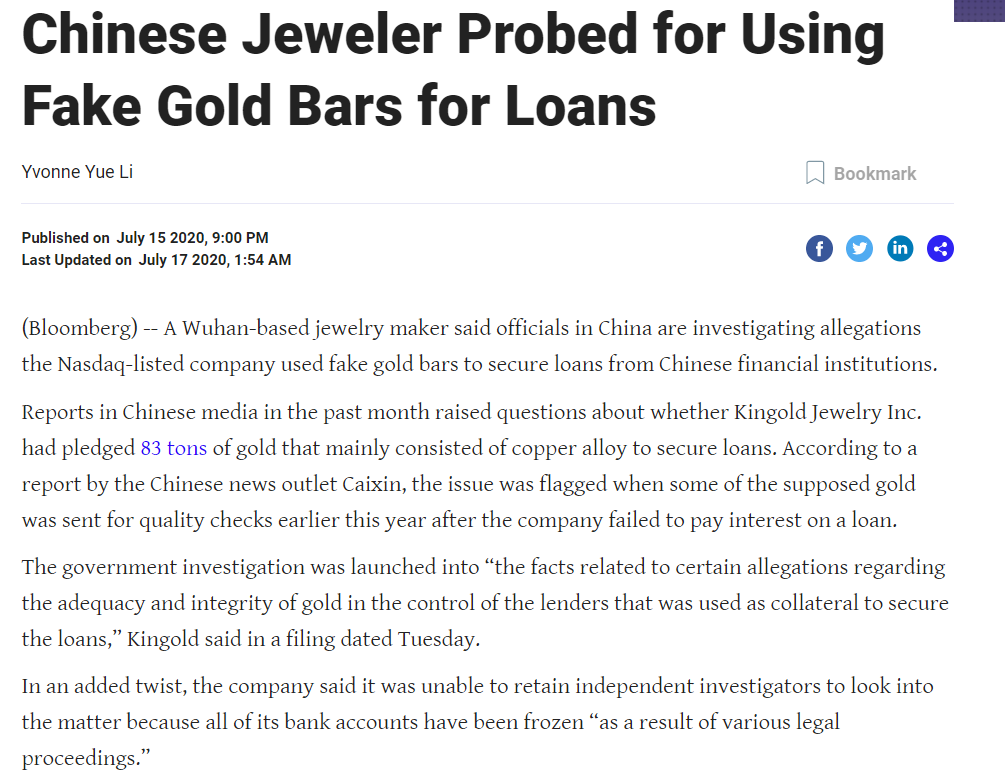 Chinese Jeweler Probed for Using
Fake Gold Bars for Loans
Yvonne Yue Li
Bookmark
Published on July 15 2020, 9:00 PM
Last Updated on July 17 2020, 1:54 AM
(Bloomberg) -- A Wuhan-based jewelry maker said officials in China are investigating allegations
the Nasdaq-listed company used fake gold bars to secure loans from Chinese financial institutions.
Reports in Chinese media in the past month raised questions about whether Kingold Jewelry Inc.
had pledged 83 tons of gold that mainly consisted of copper alloy to secure loans. According to a
report by the Chinese news outlet Caixin, the issue was flagged when some of the supposed gold
was sent for quality checks earlier this year after the company failed to pay interest on a loan.
The government investigation was launched into “the facts related to certain allegations regarding
the adequacy and integrity of gold in the control of the lenders that was used as collateral to secure
the loans,” Kingold said in a filing dated Tuesday.
In an added twist, the company said it was unable to retain independent investigators to look into
the matter because all of its bank accounts have been frozen “as a result of various legal
proceedings.”